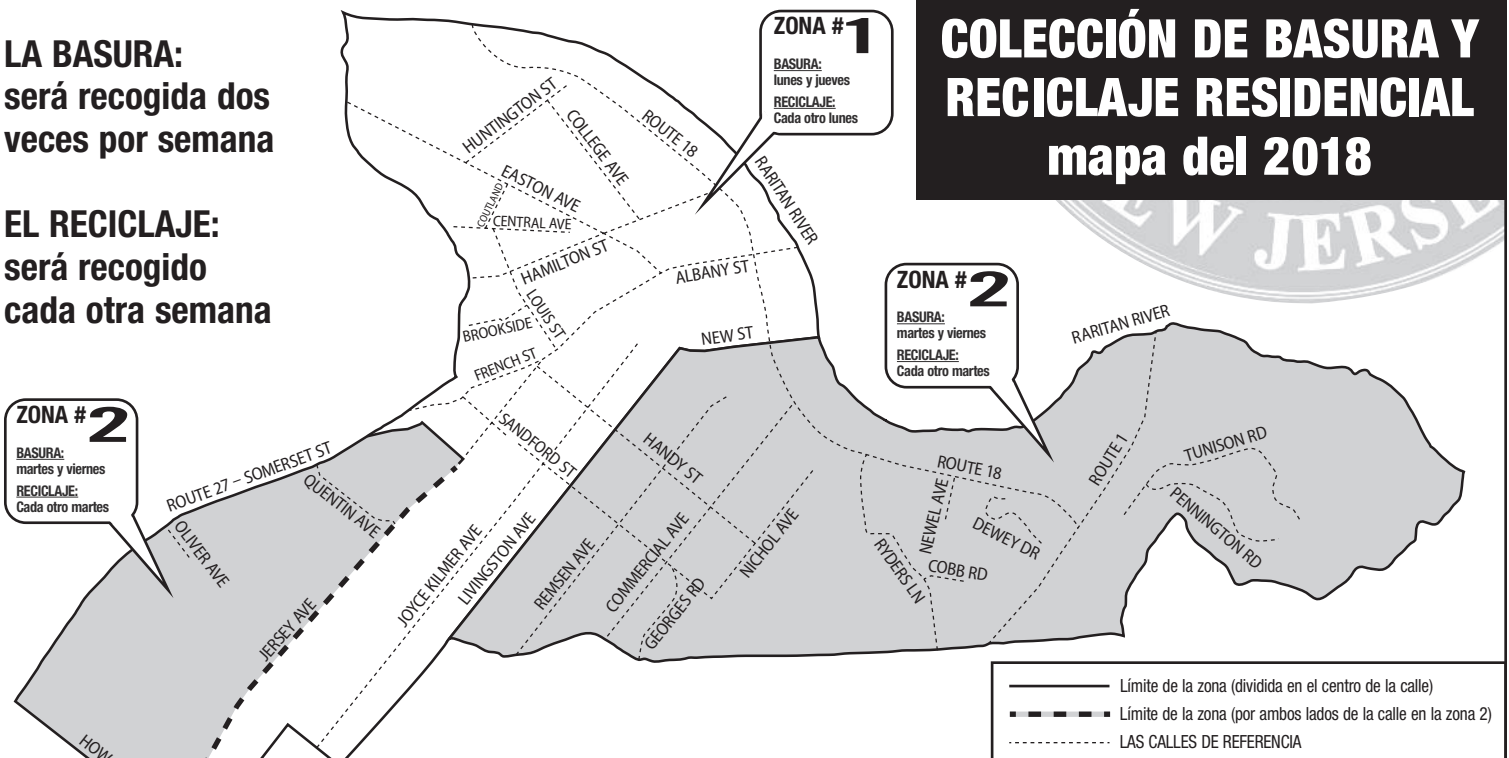 LA BASURA:
será recogida dos
veces por semana
EL RECICLAJE:
será recogido
cada otra semana
COLECCIÓN DE BASURA Y
RECICLAJE RESIDENCIAL
mapa del 2018
NEW JERSE
ZONA #1
BASURA:
lunes y jueves
RECICLAJE:
Cada otro lunes
ZONA #2
BASURA:
martes y viernes
RECICLAJE:
Cada otro martes
ZONA #2
BASURA:
martes y viernes
RECICLAJE:
Cada otro martes
HUNTINGTON ST
COLLEGE AVE
ROUTE 18
RARITAN RIVER
EASTON AVE
COUTLAND
CENTRAL AVE
HAMILTON ST
ALBANY ST
LOUIS ST
BROOKSIDE
FRENCH ST
NEW ST
RARITAN RIVER
SANDFORD ST
HANDY ST
ROUTE 27 – SOMERSET ST
QUENTIN AVE
OLIVER AVE
JERSEY AVE
JOYCE KILMER AVE
LIVINGSTON AVE
REMSEN AVE
COMMERCIAL AVE
GEORGES RD
NICHOL AVE
RYDERS LN
NEWEL AVE
COBB RD
DEWEY DR
ROUTE 18
ROUTE 1
TUNISON RD
PENNINGTON RD
HOW
Límite de la zona (dividida en el centro de la calle)
Límite de la zona (por ambos lados de la calle en la zona 2)
LAS CALLES DE REFERENCIA